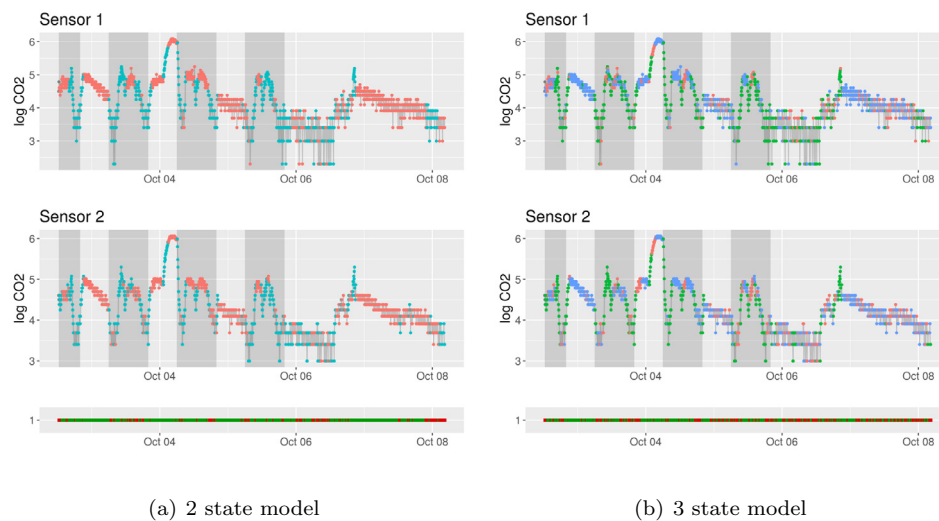 Sensor 1
6
5
4
3
log CO2
Oct 04
Oct 06
Oct 08
Sensor 2
6
5
4
3
log CO2
Oct 04
Oct 06
Oct 08
1
Oct 04
Oct 06
Oct 08
(a) 2 state model
Sensor 1
6
5
4
3
log CO2
Oct 04
Oct 06
Oct 08
Sensor 2
6
5
4
3
log CO2
Oct 04
Oct 06
Oct 08
1
Oct 04
Oct 06
Oct 08
(b) 3 state model